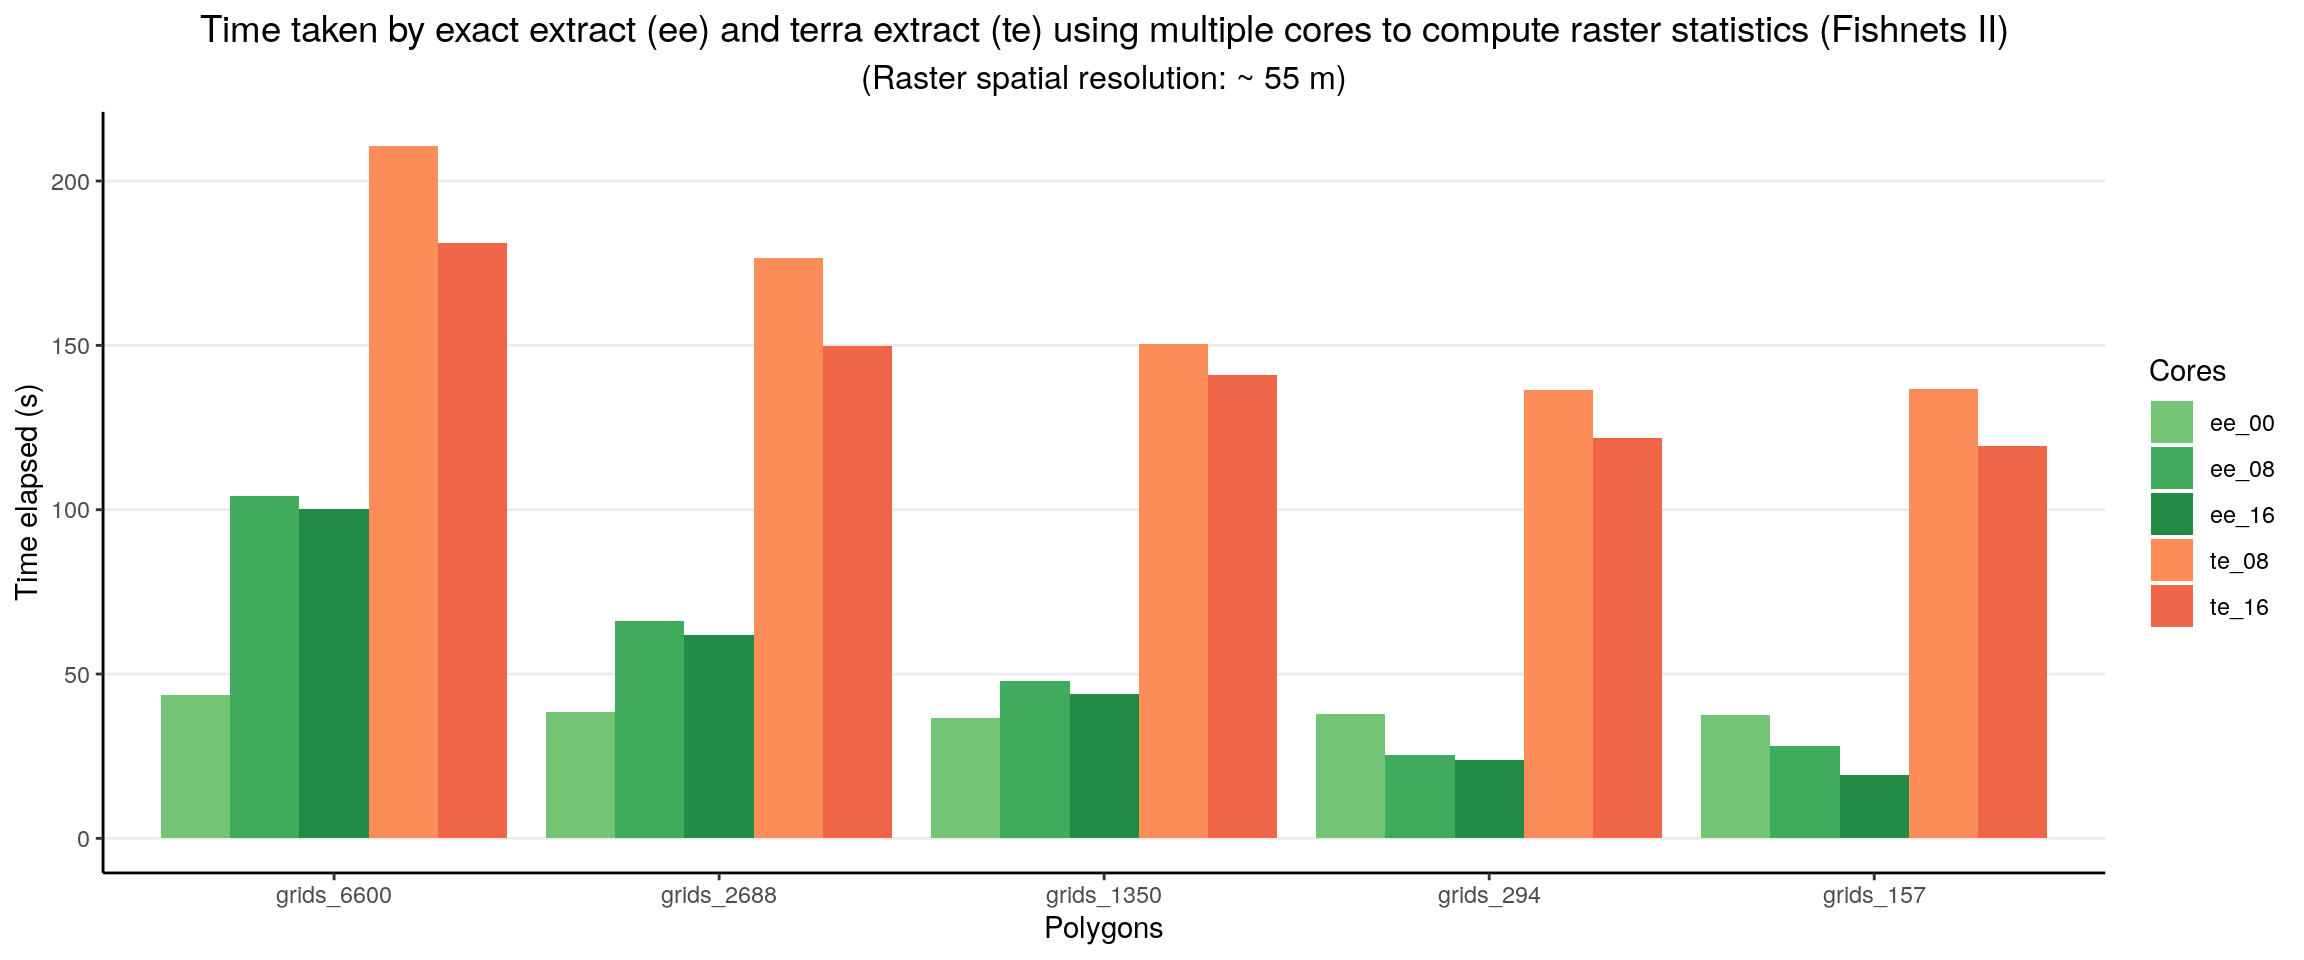 Time taken by exact extract (ee) and terra extract (te) using multiple cores to compute raster statistics (Fishnets II)
(Raster spatial resolution: ~ 55 m)
Time elapsed (s)
200
150
100
50
0
grids_6600
grids_2688
grids_1350
grids_294
grids_157
Polygons
Cores
ee_00
ee_08
ee_16
te_08
te_16